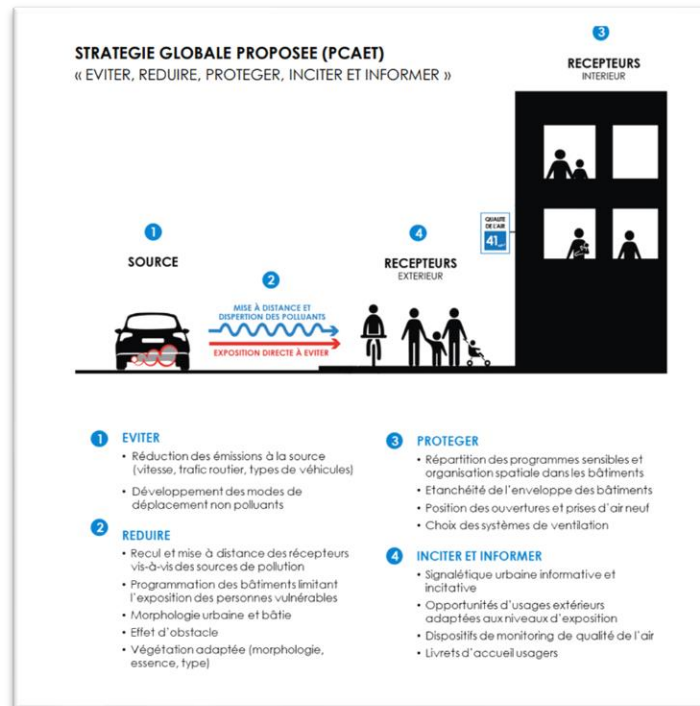 STRATEGIE GLOBALE PROPOSEE (PCAET)
« EVITER, REDUIRE, PROTEGER, INCITER ET INFORMER »
3
RECEPTEURS
INTERIEUR
QUALITE
DE L'AIR
41
1
SOURCE
2
MISE À DISTANCE ET
DISPERTION DES POLLUANTS
EXPOSITION DIRECTE À EVITER
4
RECEPTEURS
EXTERIEUR
1 EVITER
• Réduction des émissions à la source
(vitesse, trafic routier, types de véhicules)
• Développement des modes de
déplacement non polluants
2 REDUIRE
• Recul et mise à distance des récepteurs
vis-à-vis des sources de pollution
• Programmation des bâtiments limitant
l'exposition des personnes vulnérables
• Morphologie urbaine et bâtie
• Effet d'obstacle
• Végétation adaptée (morphologie,
essence, type)
3 PROTEGER
• Répartition des programmes sensibles et
organisation spatiale dans les bâtiments
• Etanchéité de l'enveloppe des bâtiments
• Position des ouvertures et prises d'air neuf
• Choix des systèmes de ventilation
4 INCITER ET INFORMER
• Signalétique urbaine informative et
incitative
• Opportunités d'usages extérieurs
adaptées aux niveaux d'exposition
• Dispositifs de monitoring de qualité de l'air
• Livrets d'accueil usagers